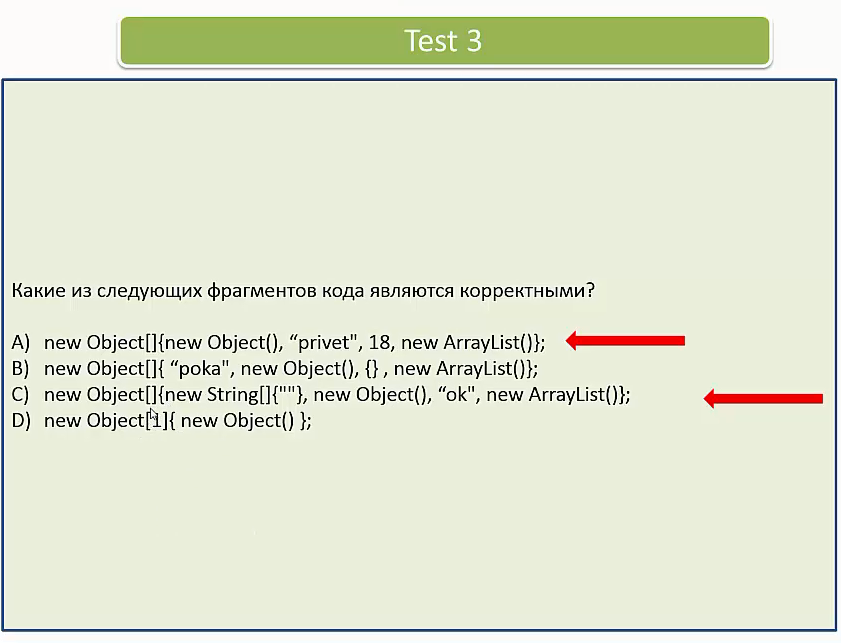 Test 3
Какие из следующих фрагментов кода являются корректными?
A) new Object[]{new Object(), “privet", 18, new ArrayList()};
B) new Object[]{ “poka", new Object(), {} , new ArrayList()};
C) new Object[]{new String[]{""}, new Object(), “ok", new ArrayList()};
D) new Object[1]{ new Object() };